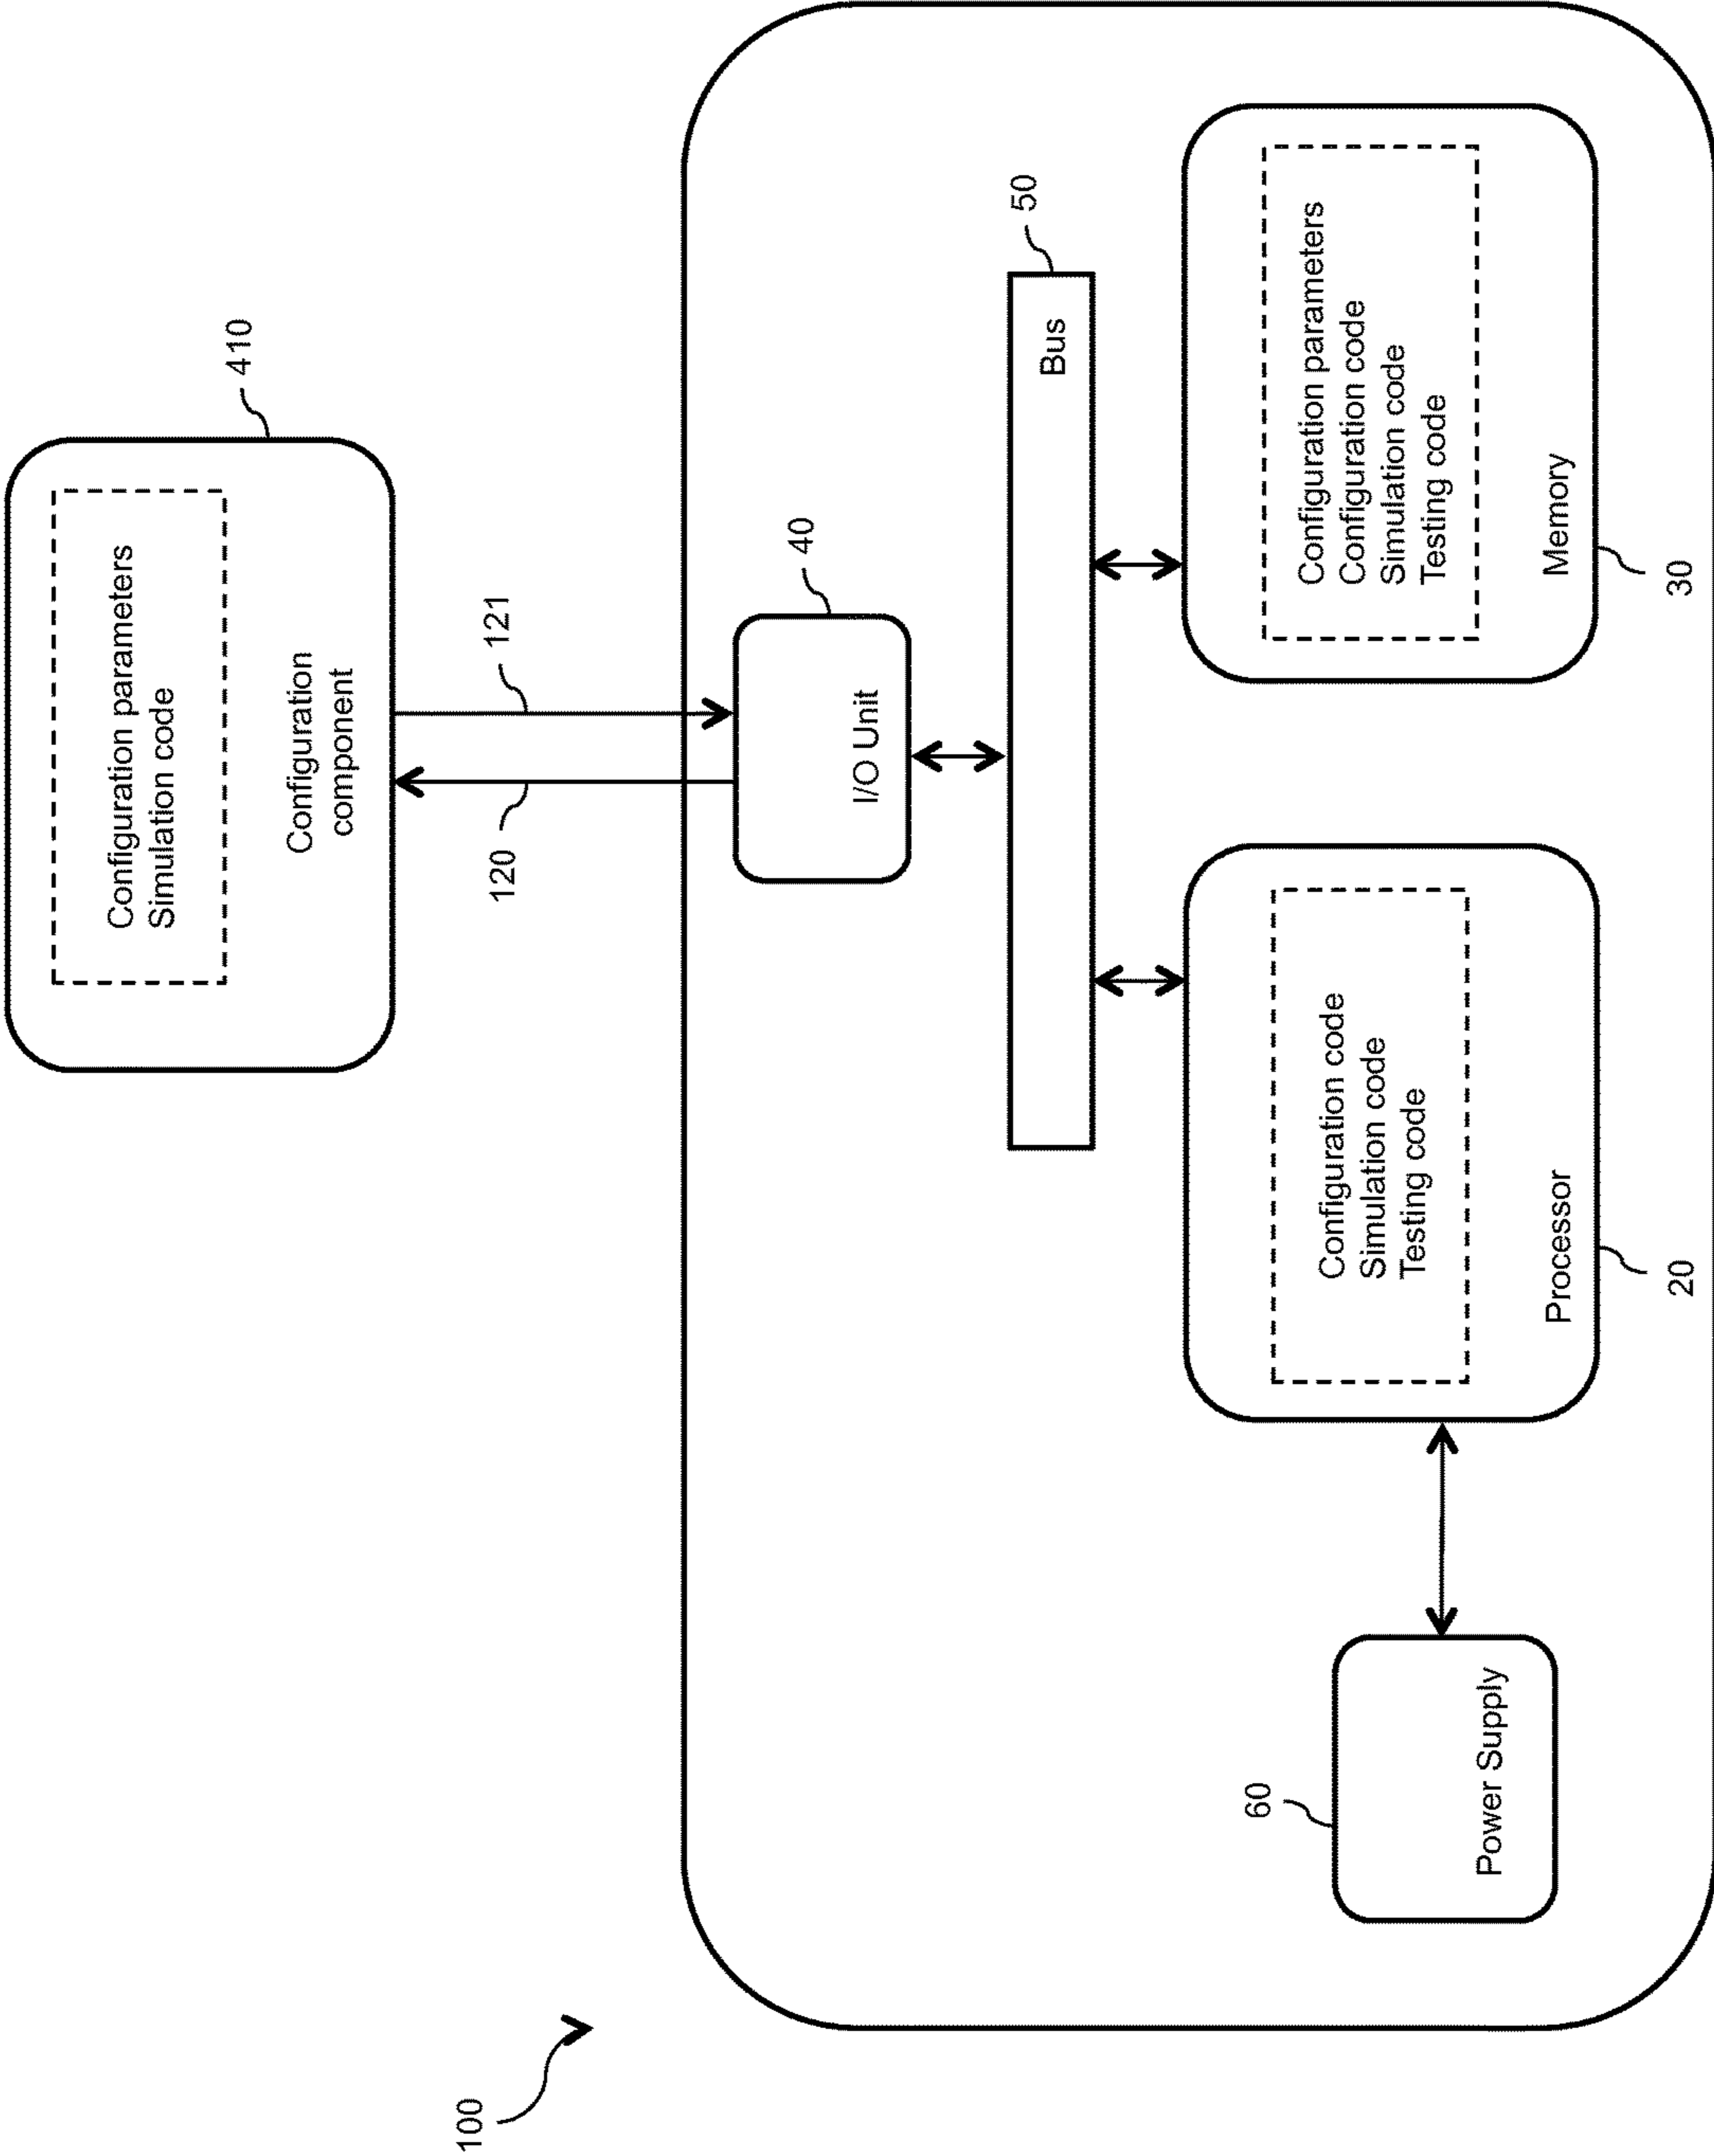 100
410
Configuration parameters
Simulation code
Configuration
component
120
121
40
I/O Unit
50
Bus
60
Power Supply
Configuration code
Simulation code
Testing code
Processor
20
Configuration parameters
Configuration code
Simulation code
Testing code
Memory
30